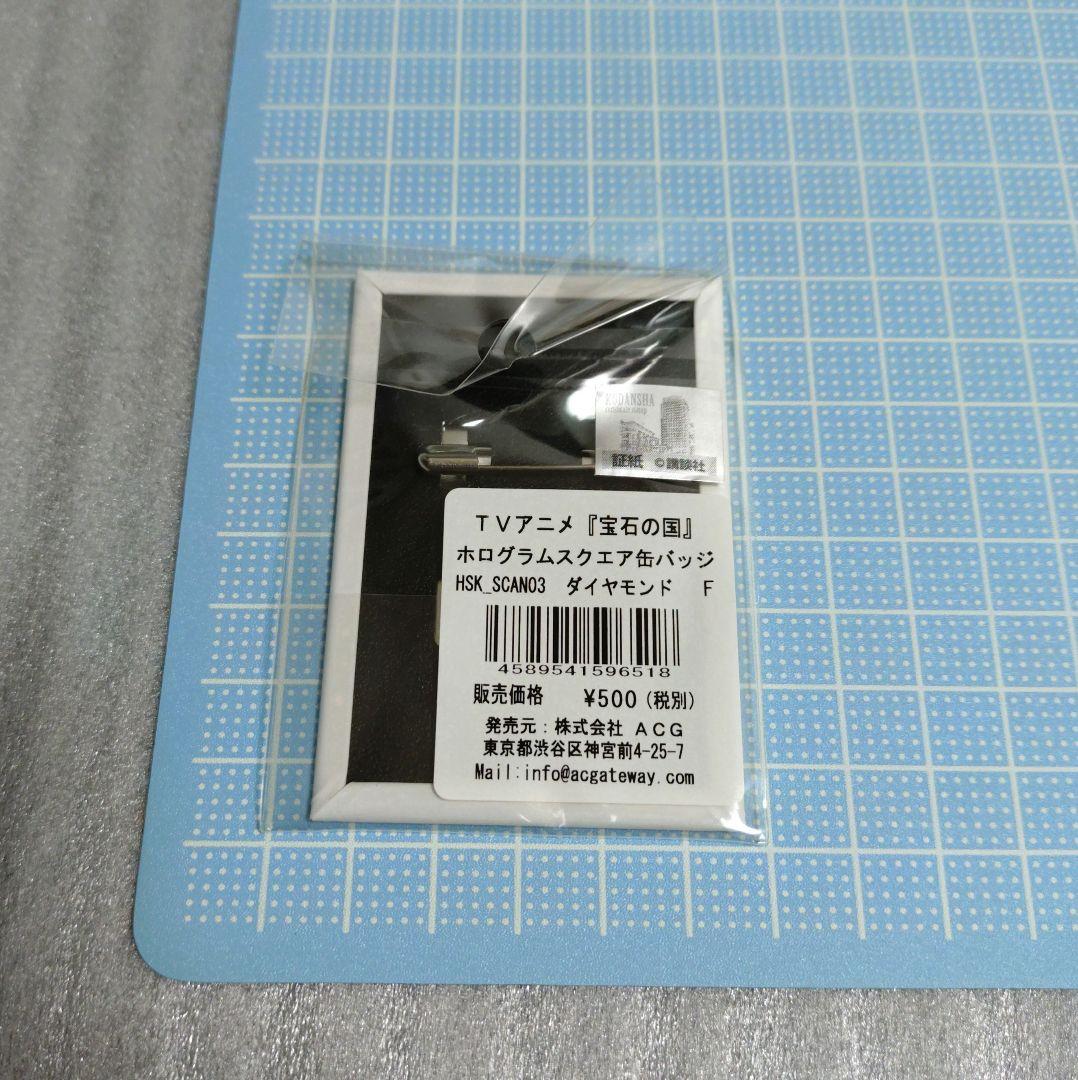 KODANSHA
証紙 ©講談社
TVアニメ『宝石の国』
ホログラムスクエア缶バッジ
HSK_SCAN03 ダイヤモンド F
4589541596518
販売価格 ¥500(税別)
発売元:株式会社 ACG
東京都渋谷区神宮前4-25-7
Mail:info@acgateway.com